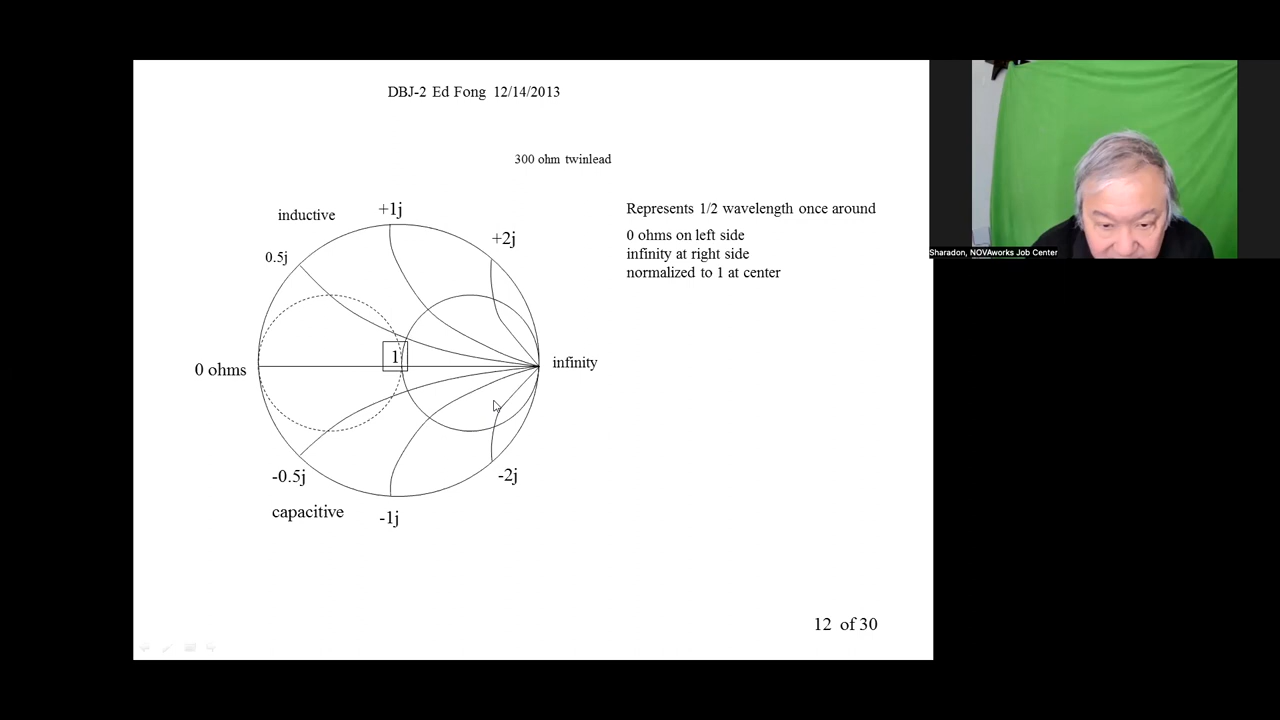 DBJ-2 Ed Fong 12/14/2013
300 ohm twinlead
inductive
+1j
+2j
0.5j
Represents 1/2 wavelength once around
0 ohms on left side
infinity at right side
normalized to 1 at center
Sharadon, NOVAworks Job Center
1
0 ohms
infinity
-0.5j
-2j
capacitive
-1j
12 of 30